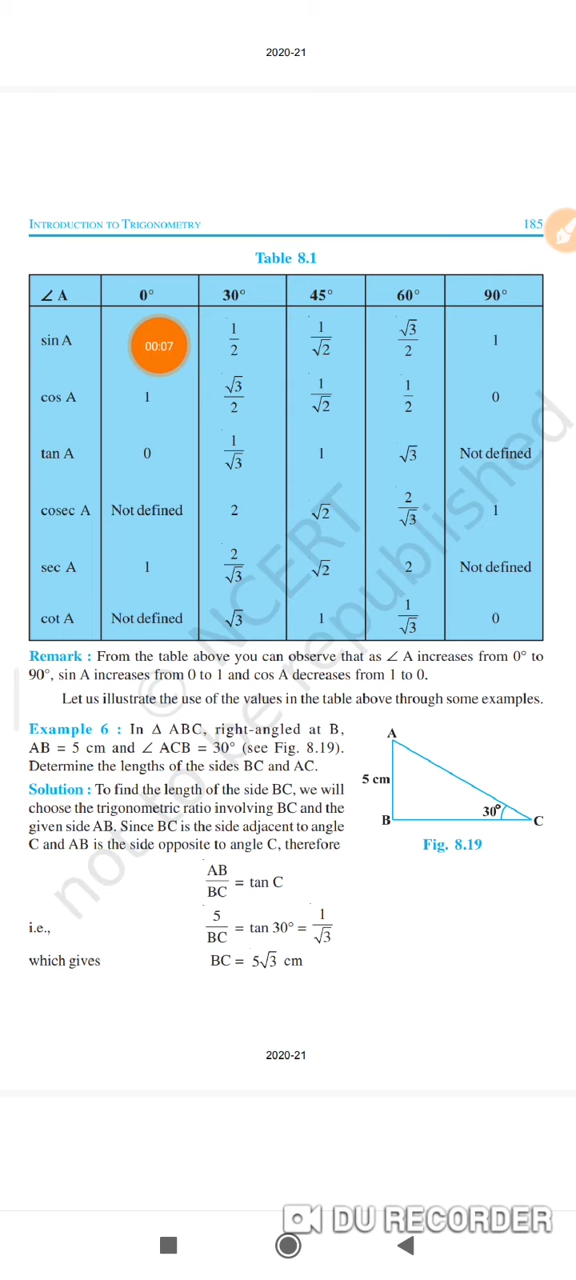 2020-21
INTRODUCTION TO TRIGONOMETRY 185
Table 8.1
∠ A 0° 30° 45° 60° 90°
sin A 00:07 1/2 1/√2 √3/2 1
cos A 1 √3/2 1/√2 1/2 0
tan A 0 1/√3 1 √3 Not defined
cosec A Not defined 2 √2 2/√3 1
sec A 1 2/√3 √2 2 Not defined
cot A Not defined √3 1 1/√3 0
© NCERT
not to be republished
Remark : From the table above you can observe that as ∠ A increases from 0° to
90°, sin A increases from 0 to 1 and cos A decreases from 1 to 0.
Let us illustrate the use of the values in the table above through some examples.
Example 6 : In Δ ABC, right-angled at B,
AB = 5 cm and ∠ ACB = 30° (see Fig. 8.19).
Determine the lengths of the sides BC and AC.
Solution : To find the length of the side BC, we will
choose the trigonometric ratio involving BC and the
given side AB. Since BC is the side adjacent to angle
C and AB is the side opposite to angle C, therefore
A
5 cm
B 30° C
Fig. 8.19
AB/BC = tan C
i.e., 5/BC = tan 30° = 1/√3
which gives BC = 5√3 cm
2020-21
DU RECORDER